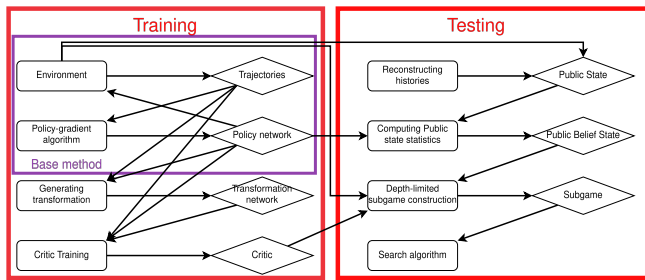 Training
Testing
Environment
Trajectories
Reconstructing
histories
Public State
Policy-gradient
algorithm
Policy network
Computing Public
state statistics
Public Belief State
Base method
Generating
transformation
Transformation
network
Depth-limited
subgame construction
Subgame
Critic Training
Critic
Search algorithm